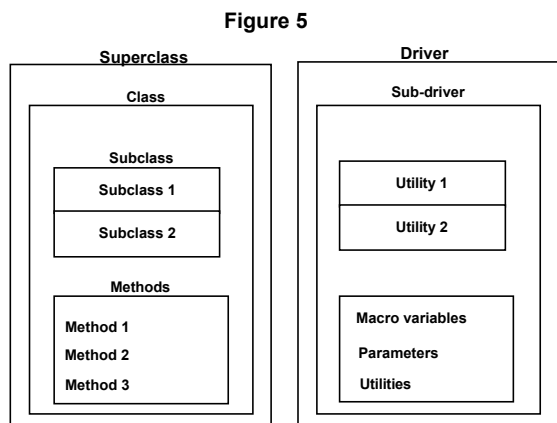 Figure 5
Superclass
Class
Subclass
Subclass 1
Subclass 2
Methods
Method 1
Method 2
Method 3
Driver
Sub-driver
Utility 1
Utility 2
Macro variables
Parameters
Utilities